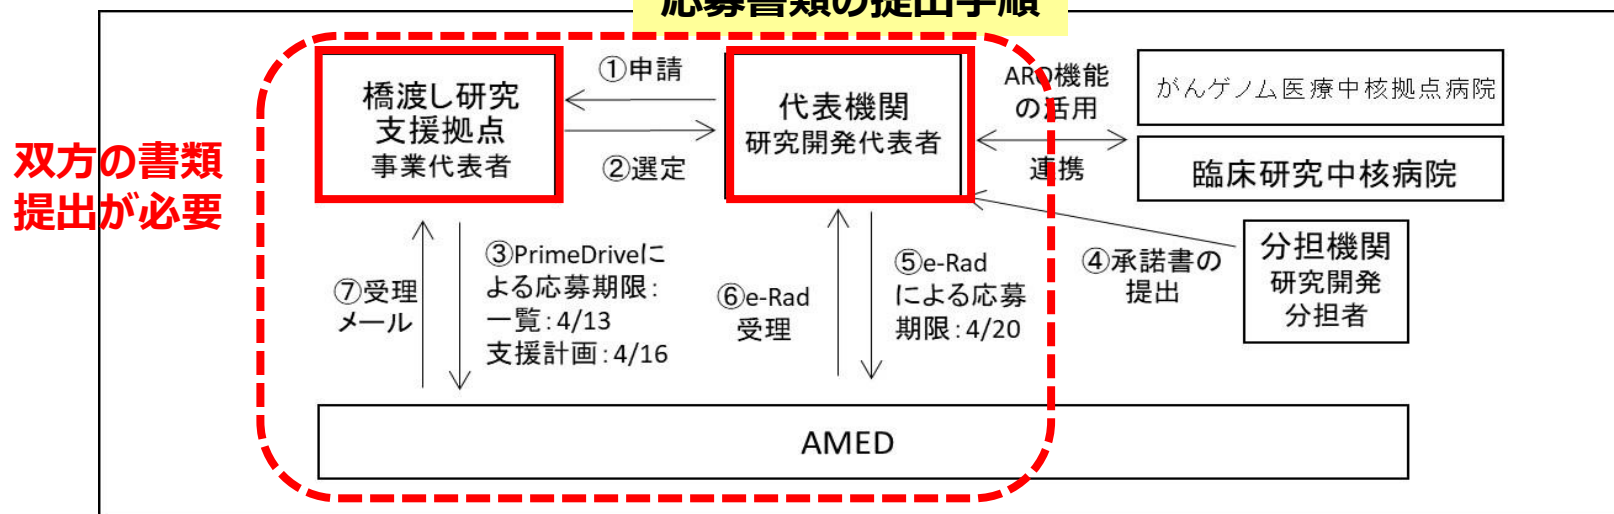 応募書類の提出手順
双方の書類
提出が必要
橋渡し研究
支援拠点
事業代表者
①申請
②選定
代表機関
研究開発代表者
ARO機能
の活用
連携
がんゲノム医療中核拠点病院
臨床研究中核病院
⑦受理
メール
③PrimeDriveに
よる応募期限:
一覧:4/13
支援計画:4/16
⑥e-Rad
受理
⑤e-Rad
による応募
期限:4/20
④承諾書の
提出
分担機関
研究開発
分担者
AMED